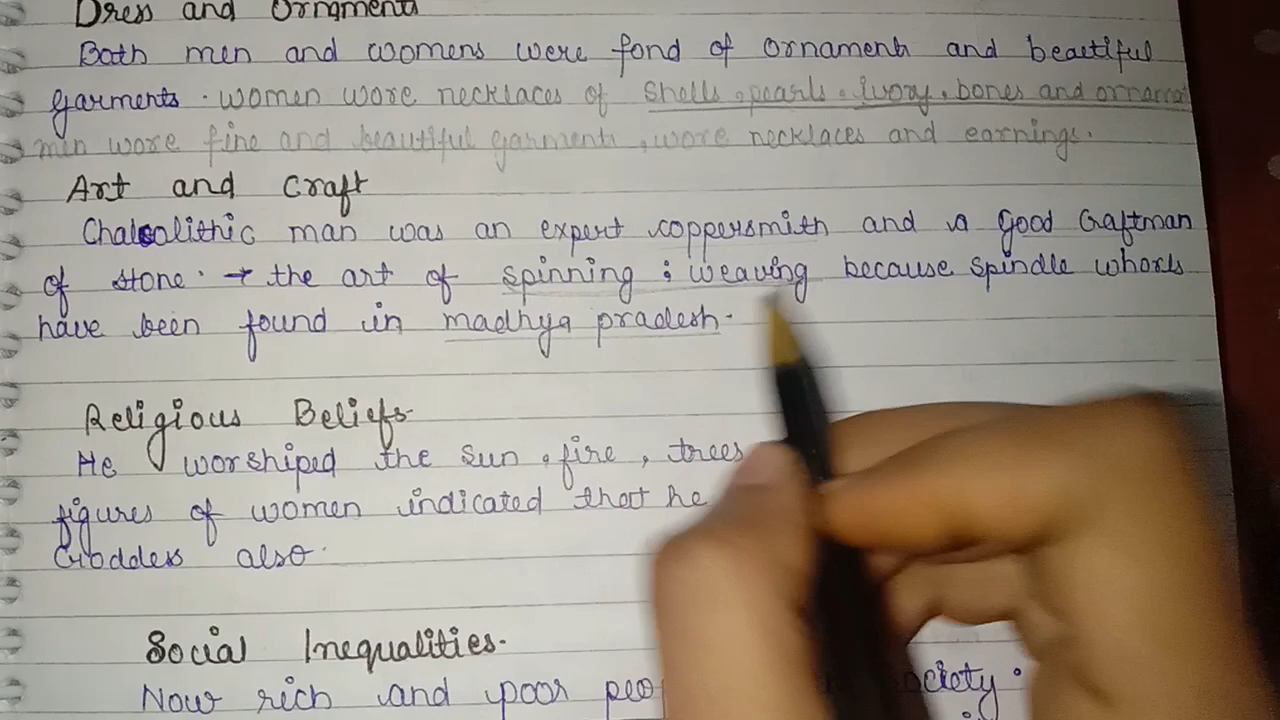 Dress and Ornaments
Both men and womens were fond of ornaments and beautiful
garments. women wore necklaces of shells, pearls, Ivory, bones and
men wore fine and beautiful garments, wore necklaces and earnings.
Art and Craft
Chalcolithic man was an expert coppersmith and a good Craftman
of stone. → the art of spinning & weaving because spindle whorls
have been found in madhya pradesh.
Religious Beliefs-
He worshiped the sun, fire, trees
figures of women indicated that he
Goddess also.
Social Inequalities.
Now rich and poor society.